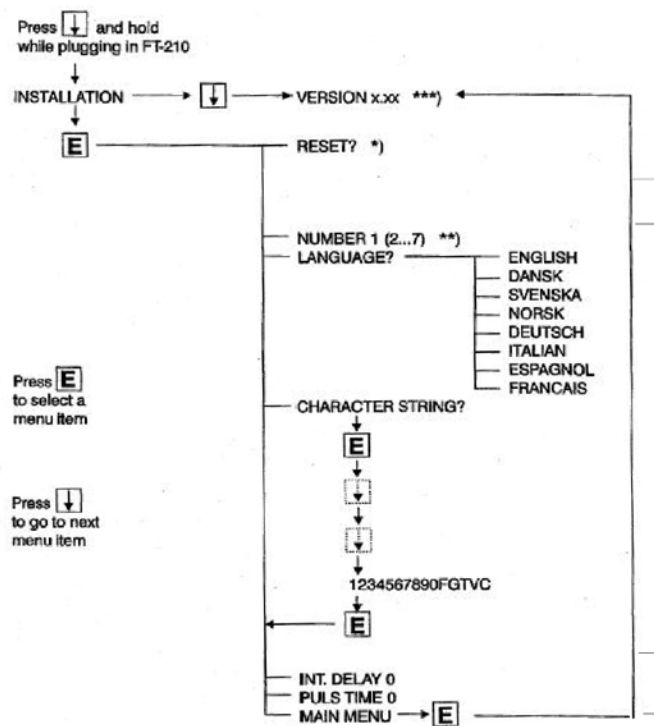 Press ↓ and hold
while plugging in FT-210
INSTALLATION ↓ VERSION x.xx ***)
E RESET? *)
NUMBER 1 (2...7) **)
LANGUAGE? ENGLISH
DANSK
SVENSKA
NORSK
DEUTSCH
ITALIAN
ESPAGNOL
FRANCAIS
Press E
to select a
menu item
CHARACTER STRING?
E
↓
↓
Press ↓
to go to next
menu item
1234567890FGTVC
E
INT. DELAY 0
PULS TIME 0
MAIN MENU E